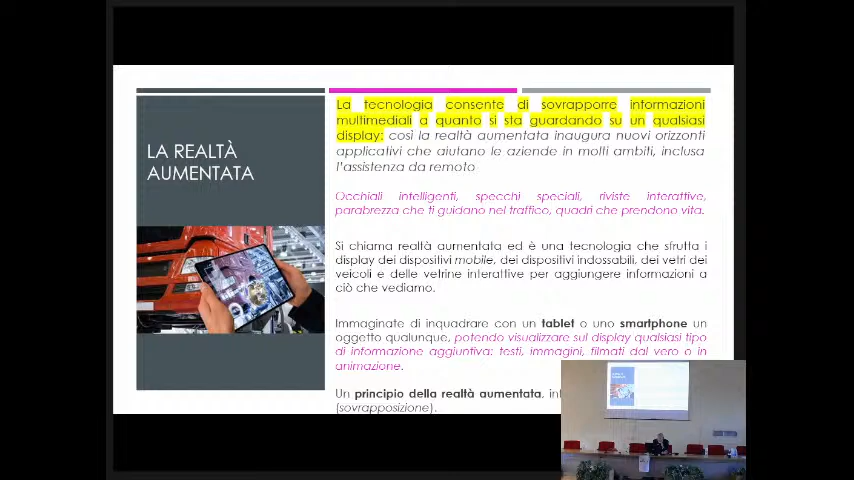 LA REALTÀ
AUMENTATA
La tecnologia consente di sovrapporre informazioni
multimediali a quanto si sta guardando su un qualsiasi
display: così la realtà aumentata inaugura nuovi orizzonti
applicativi che aiutano le aziende in molti ambiti, inclusa
l'assistenza da remoto
Occhiali intelligenti, specchi speciali, riviste interattive,
parabrezza che ti guidano nel traffico, quadri che prendono vita.
Si chiama realtà aumentata ed è una tecnologia che sfrutta i
display dei dispositivi mobile, dei dispositivi indossabili, dei vetri dei
veicoli e delle vetrine interattive per aggiungere informazioni a
ciò che vediamo.
Immaginate di inquadrare con un tablet o uno smartphone un
oggetto qualunque, potendo visualizzare sul display qualsiasi tipo
di informazione aggiuntiva: testi, immagini, filmati dal vero o in
animazione.
Un principio della realtà aumentata,
(sovrapposizione).